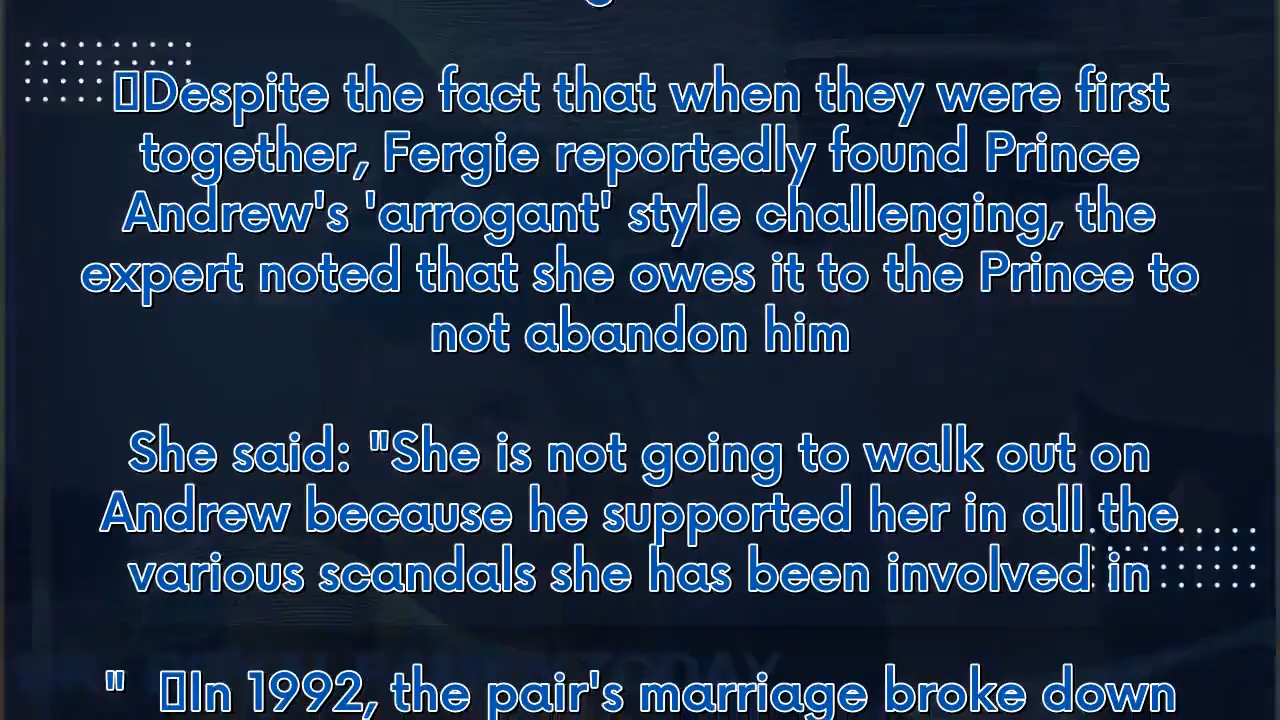 ▯Despite the fact that when they were first
together, Fergie reportedly found Prince
Andrew's 'arrogant' style challenging, the
expert noted that she owes it to the Prince to
not abandon him
She said: "She is not going to walk out on
Andrew because he supported her in all the
various scandals she has been involved in
" ▯In 1992, the pair's marriage broke down